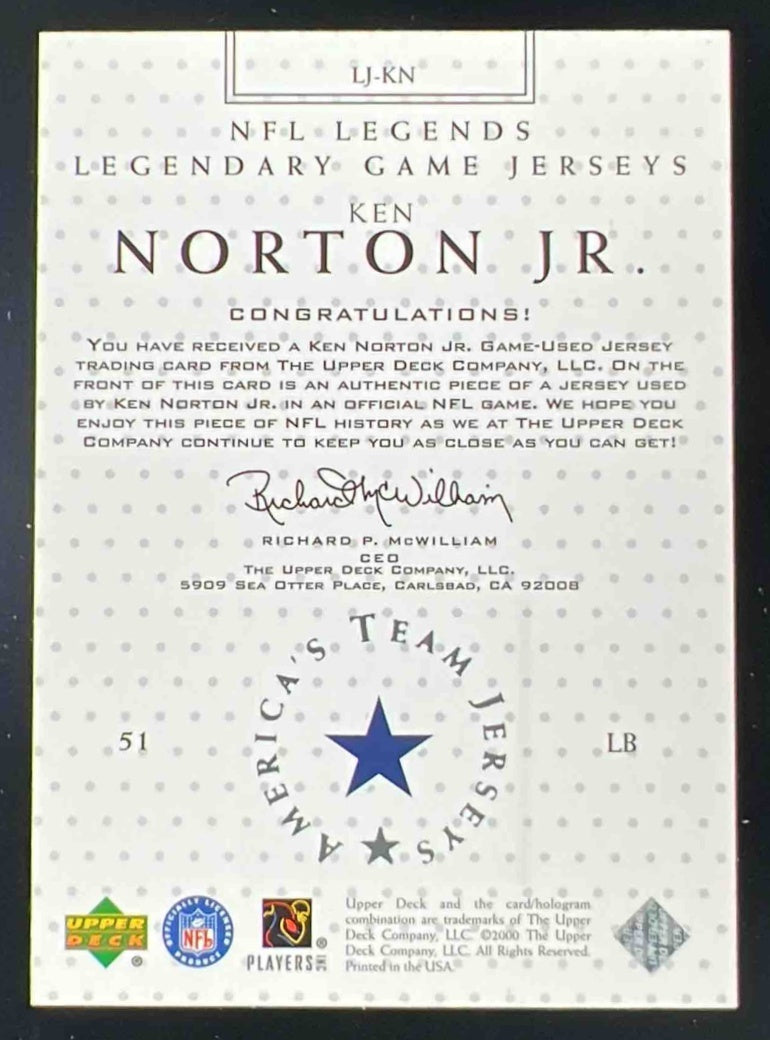 LJ-KN
NFL LEGENDS
LEGENDARY GAME JERSEYS
KEN
NORTON JR.
CONGRATULATIONS!
YOU HAVE RECEIVED A KEN NORTON JR. GAME-USED JERSEY
TRADING CARD FROM THE UPPER DECK COMPANY, LLC. ON THE
FRONT OF THIS CARD IS AN AUTHENTIC PIECE OF A JERSEY USED
BY KEN NORTON JR. IN AN OFFICIAL NFL GAME. WE HOPE YOU
ENJOY THIS PIECE OF NFL HISTORY AS WE AT THE UPPER DECK
COMPANY CONTINUE TO KEEP YOU AS CLOSE AS YOU CAN GET!
Richard McWilliam
RICHARD P. MCWILLIAM
CEO
THE UPPER DECK COMPANY, LLC.
5909 SEA OTTER PLACE, CARLSBAD, CA 92008
AMERICA'S TEAM JERSEYS
51
LB
UPPER
DECK
®
OFFICIALLY LICENSED
NFL
PRODUCT
PLAYERS INC
®
Upper Deck and the card/hologram
combination are trademarks of The Upper
Deck Company, LLC. ©2000 The Upper
Deck Company, LLC. All Rights Reserved.
Printed in the USA.